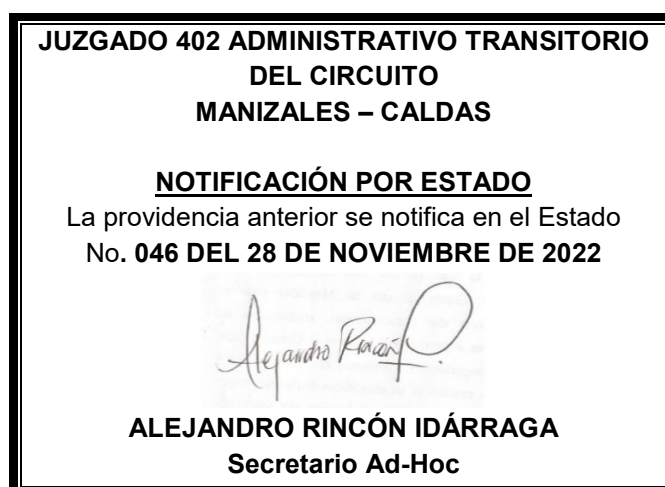 JUZGADO 402 ADMINISTRATIVO TRANSITORIO
DEL CIRCUITO
MANIZALES – CALDAS
NOTIFICACIÓN POR ESTADO
La providencia anterior se notifica en el Estado
No. 046 DEL 28 DE NOVIEMBRE DE 2022
Alejandro Rincón
ALEJANDRO RINCÓN IDÁRRAGA
Secretario Ad-Hoc